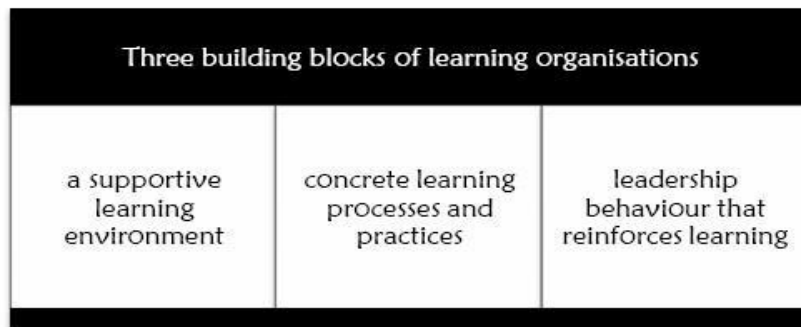 Three building blocks of learning organisations
a supportive
learning
environment
concrete learning
processes and
practices
leadership
behaviour that
reinforces learning